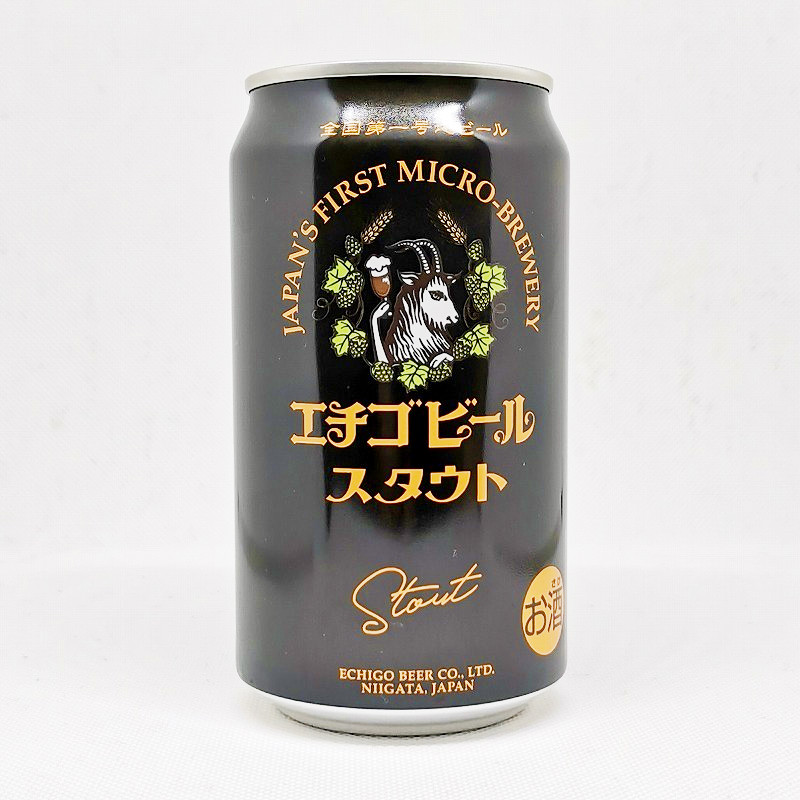 全国第一号地ビール
JAPAN'S FIRST MICRO-BREWERY
エチゴビール
スタウト
Stout
お酒
ECHIGO BEER CO., LTD.
NIIGATA, JAPAN